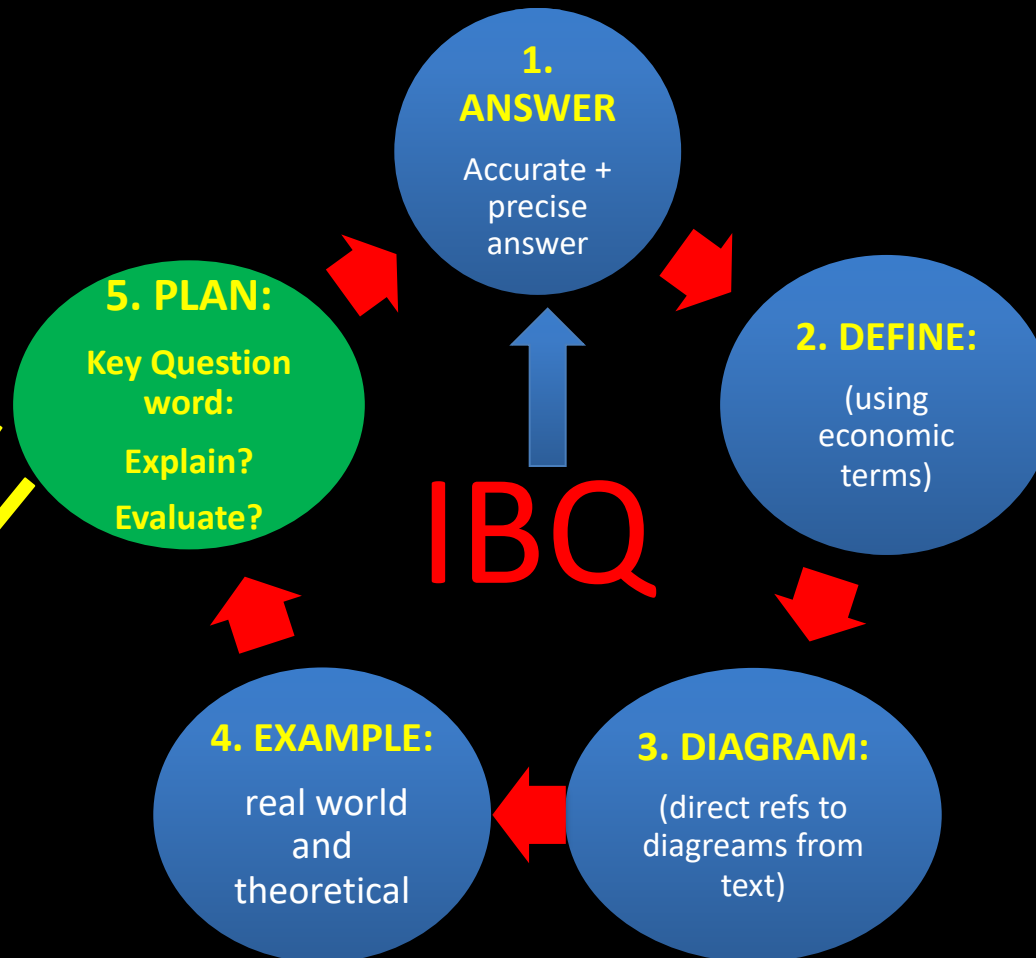 1.
ANSWER
Accurate +
precise
answer
2. DEFINE:
(using
economic
terms)
3. DIAGRAM:
(direct refs to
diagreams from
text)
4. EXAMPLE:
real world
and
theoretical
5. PLAN:
Key Question
word:
Explain?
Evaluate?
IBQ